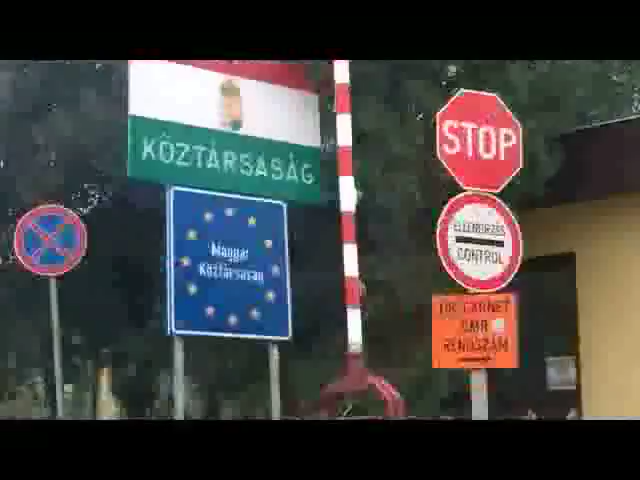 KÖZTÁRSASÁG
Magyar
Köztársaság
STOP
ELLENŐRZÉS
CONTROL
TIR CARNET
CMR
RENDSZÁM